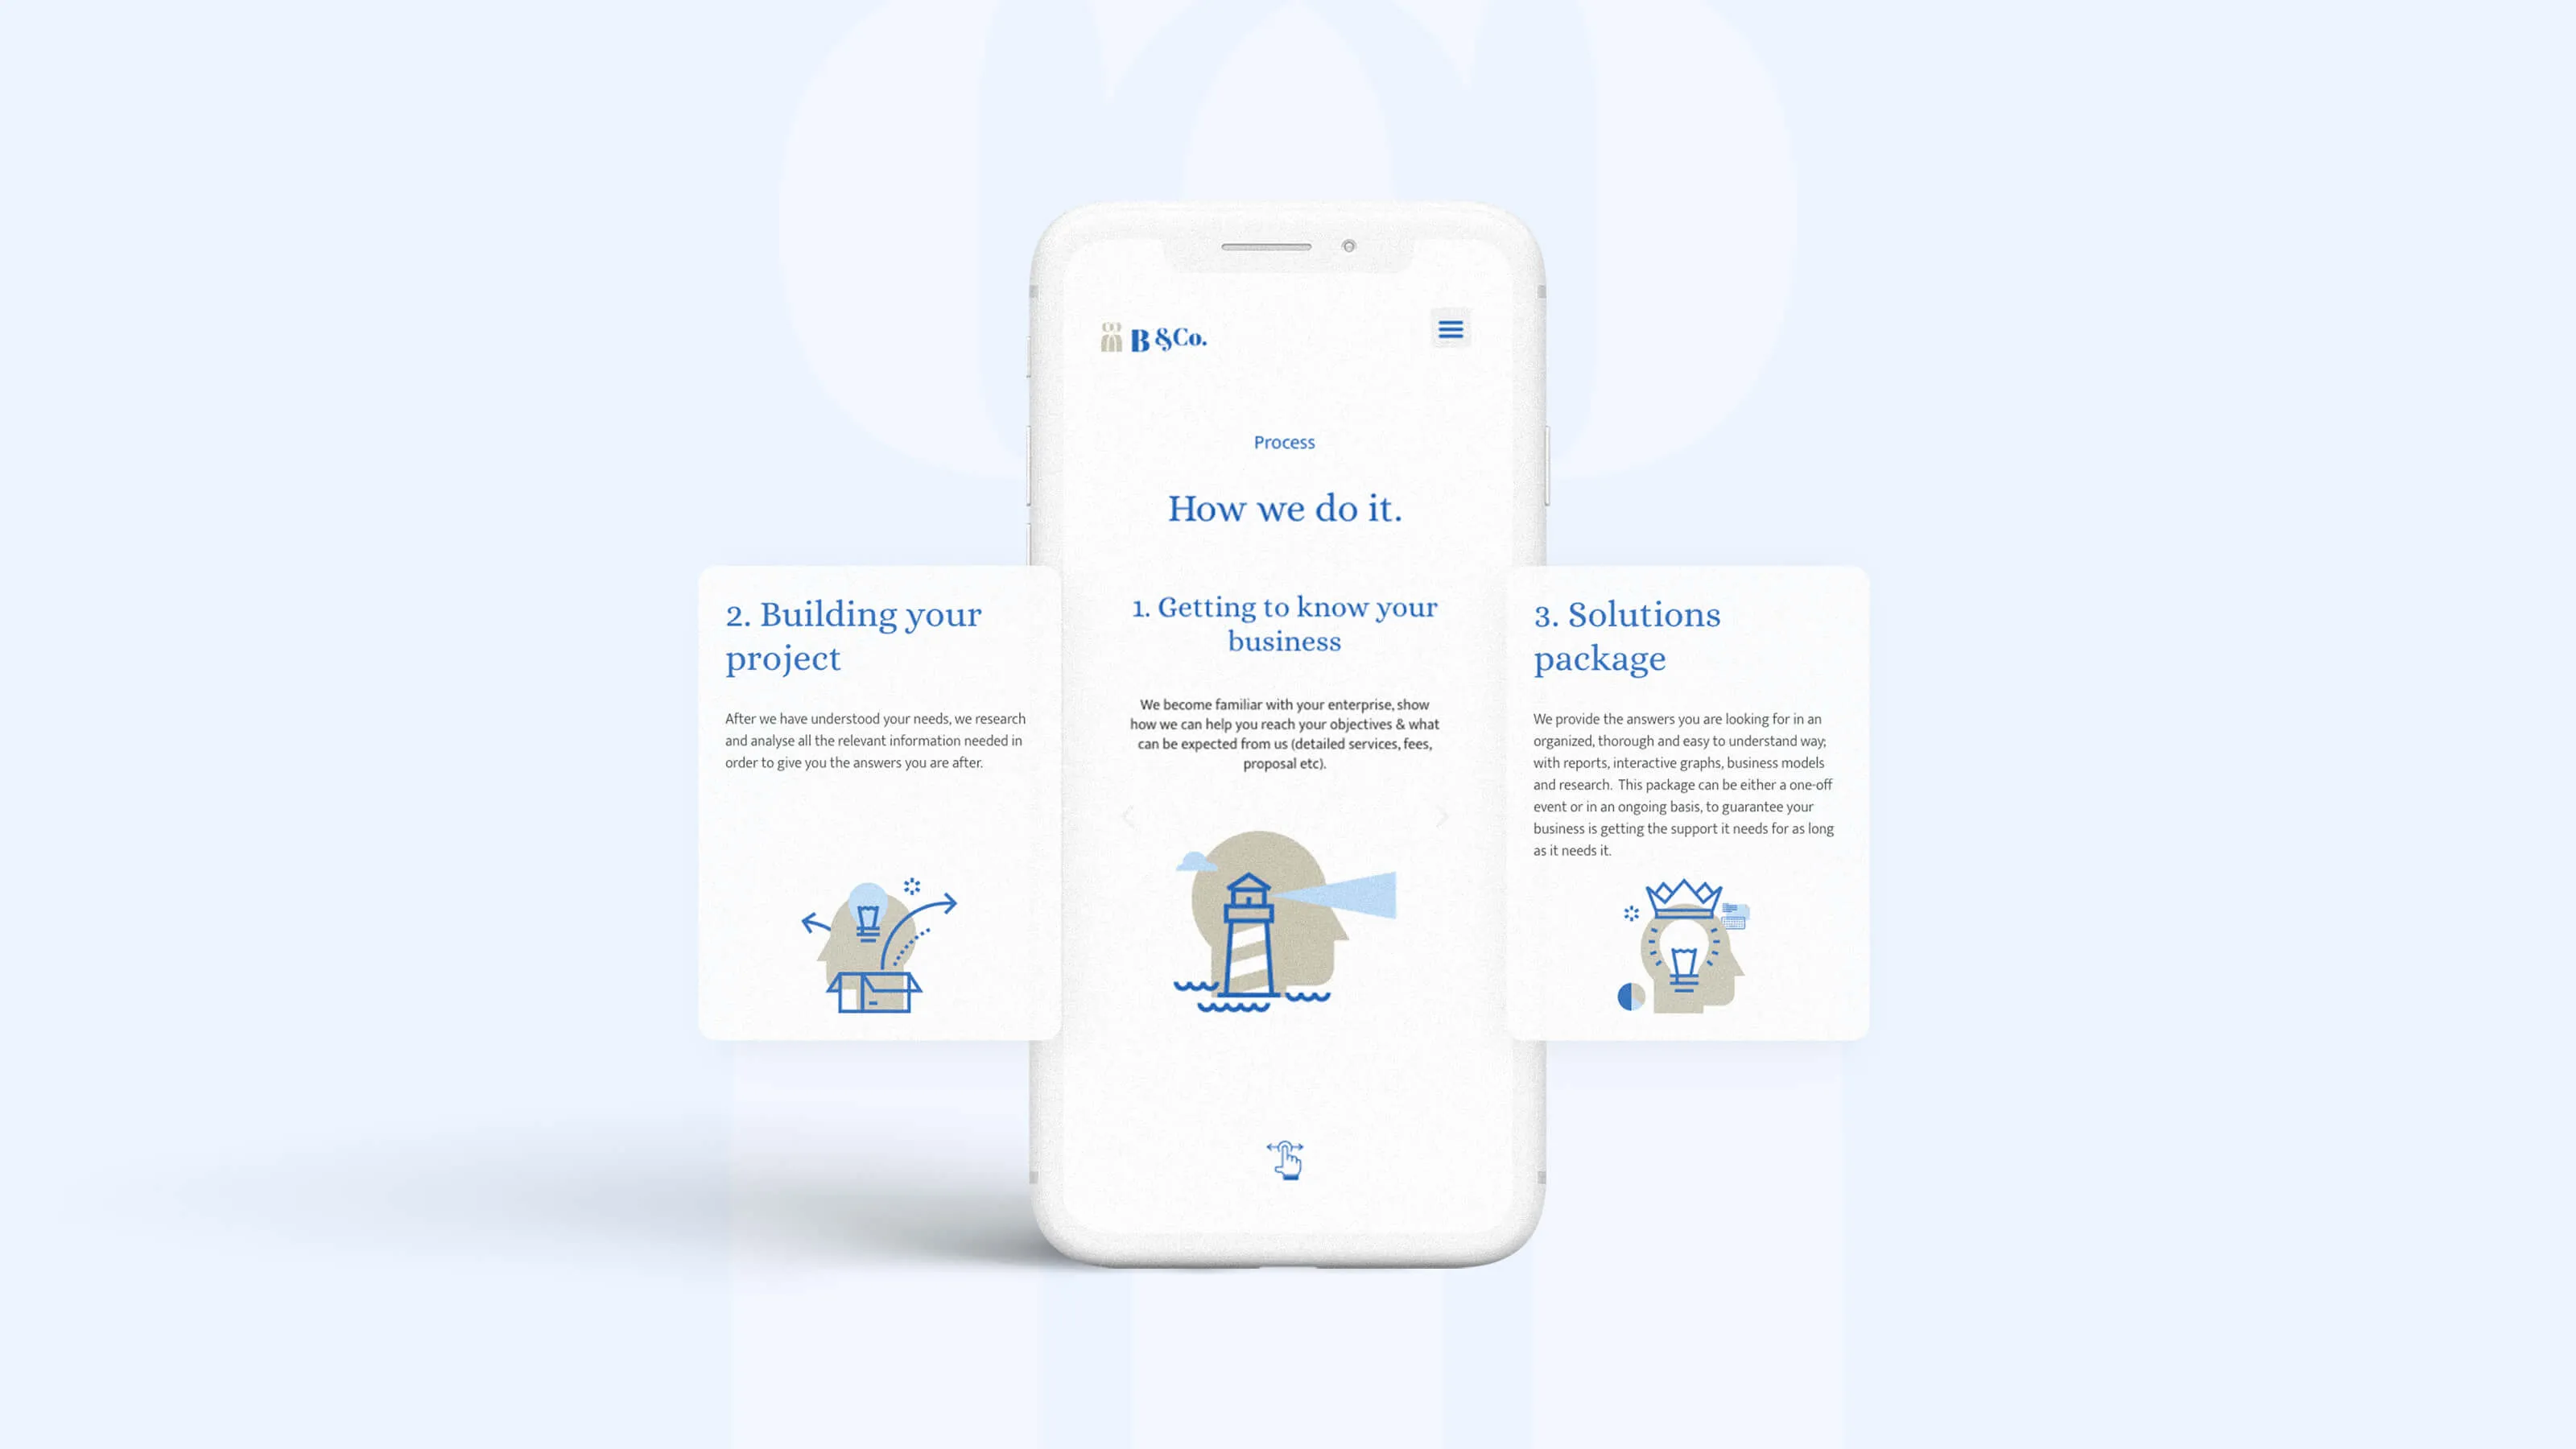 B &Co.
Process
How we do it.
1. Getting to know your
business
We become familiar with your enterprise, show
how we can help you reach your objectives & what
can be expected from us (detailed services, fees,
proposal etc).
2. Building your
project
After we have understood your needs, we research
and analyse all the relevant information needed in
order to give you the answers you are after.
3. Solutions
package
We provide the answers you are looking for in an
organized, thorough and easy to understand way;
with reports, interactive graphs, business models
and research.  This package can be either a one-off
event or in an ongoing basis, to guarantee your
business is getting the support it needs for as long
as it needs it.